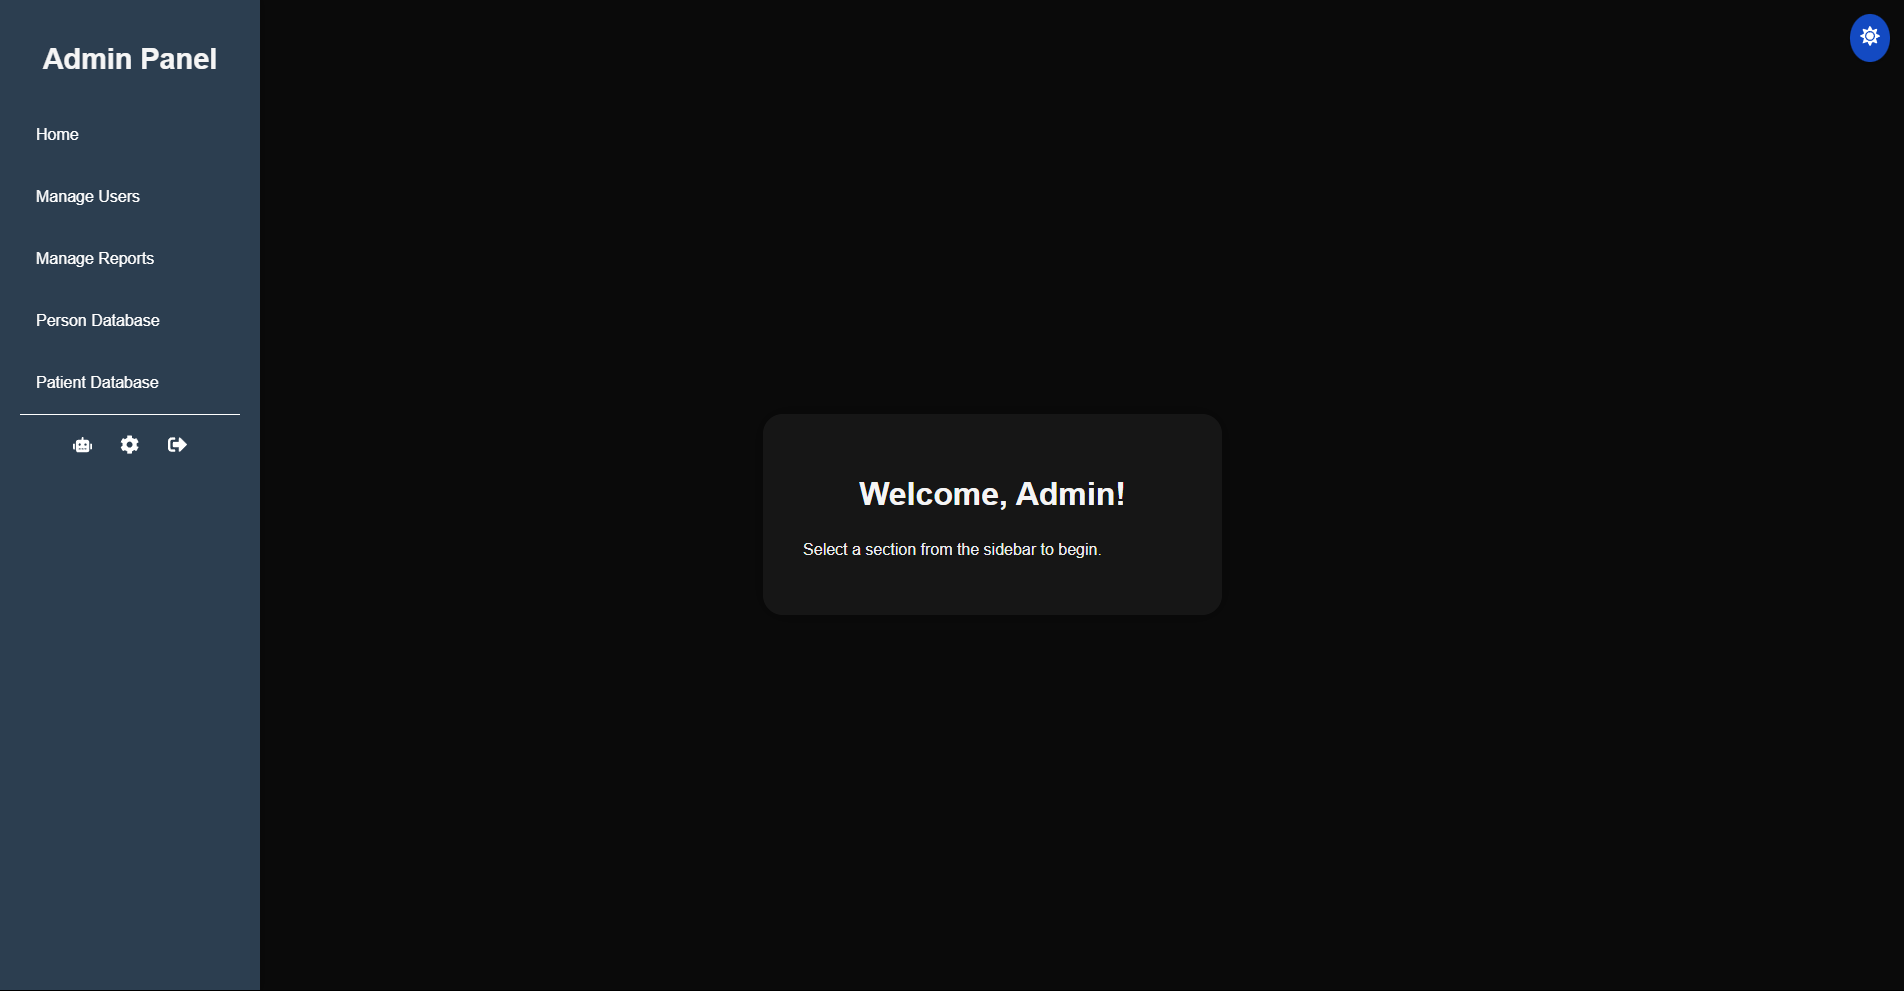 Admin Panel
Home
Manage Users
Manage Reports
Person Database
Patient Database
Welcome, Admin!
Select a section from the sidebar to begin.